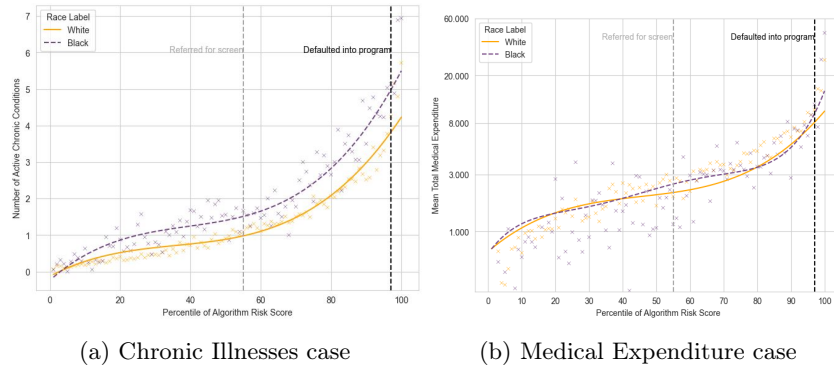 Race Label
White
Black
Referred for screen
Defaulted into program
Number of Active Chronic Conditions
7
6
5
4
3
2
1
0
0
20
40
60
80
100
Percentile of Algorithm Risk Score
(a) Chronic Illnesses case
Race Label
White
Black
Referred for screen
Defaulted into program
Mean Total Medical Expenditure
60.000
20.000
8.000
3.000
1.000
0
10
20
30
40
50
60
70
80
90
100
Percentile of Algorithm Risk Score
(b) Medical Expenditure case